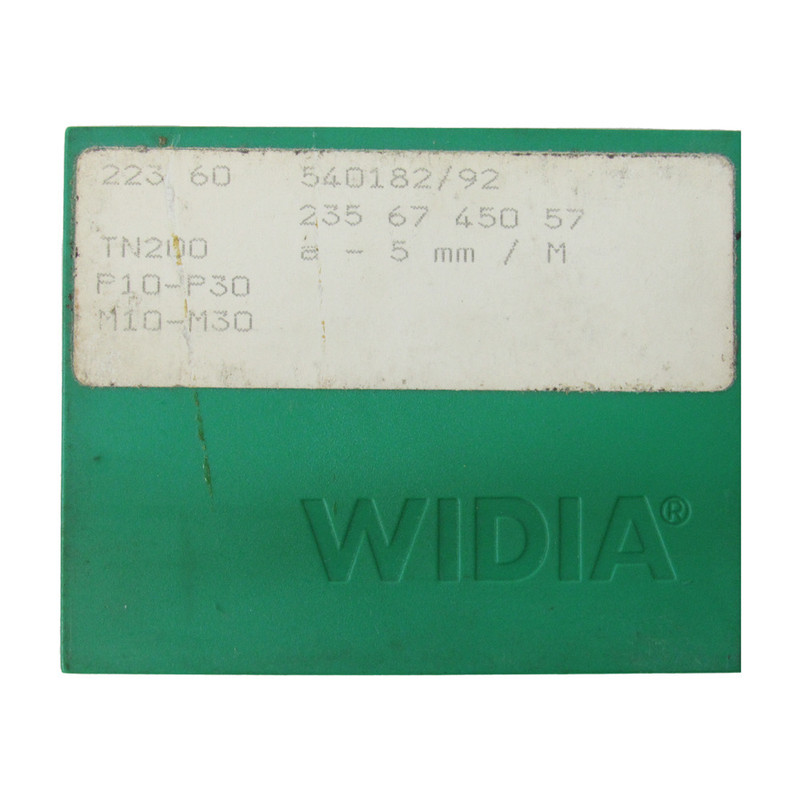 223 60 540182/92
235 67 450 57
TN200 a - 5 mm / M
P10-P30
M10-M30
WIDIA®